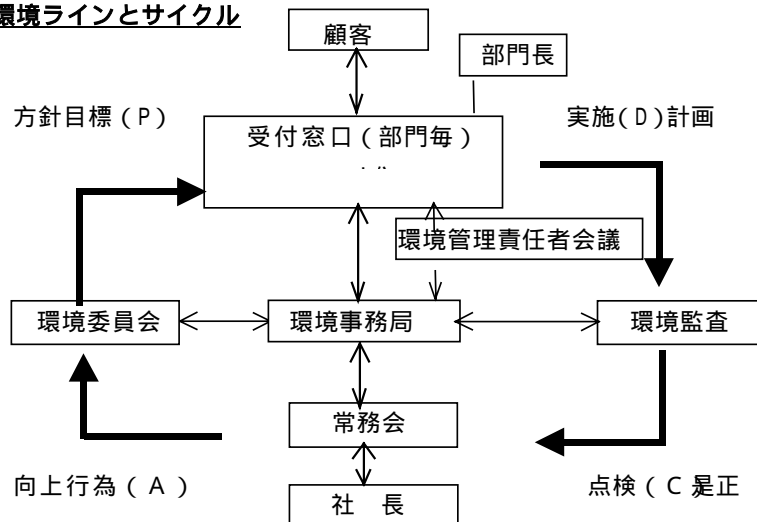 環境ラインとサイクル
顧客
部門長
方針目標（P）
実施(D)計画
受付窓口（部門毎）
環境管理責任者会議
環境委員会
環境事務局
環境監査
常務会
向上行為（A）
点検（C 是正
社 長